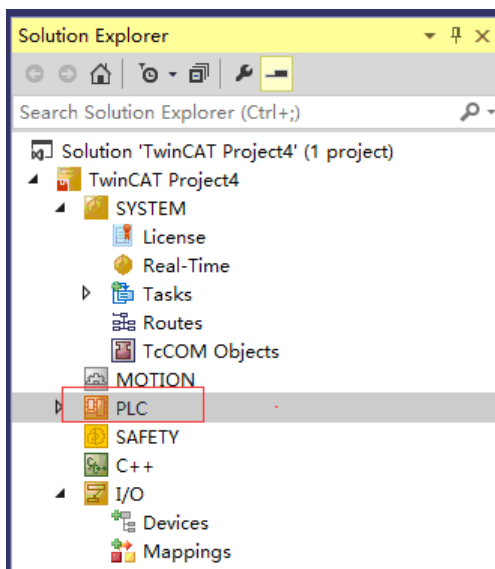 Solution Explorer
Search Solution Explorer (Ctrl+;)
Solution 'TwinCAT Project4' (1 project)
TwinCAT Project4
SYSTEM
License
Real-Time
Tasks
Routes
TcCOM Objects
MOTION
PLC
SAFETY
C++
I/O
Devices
Mappings